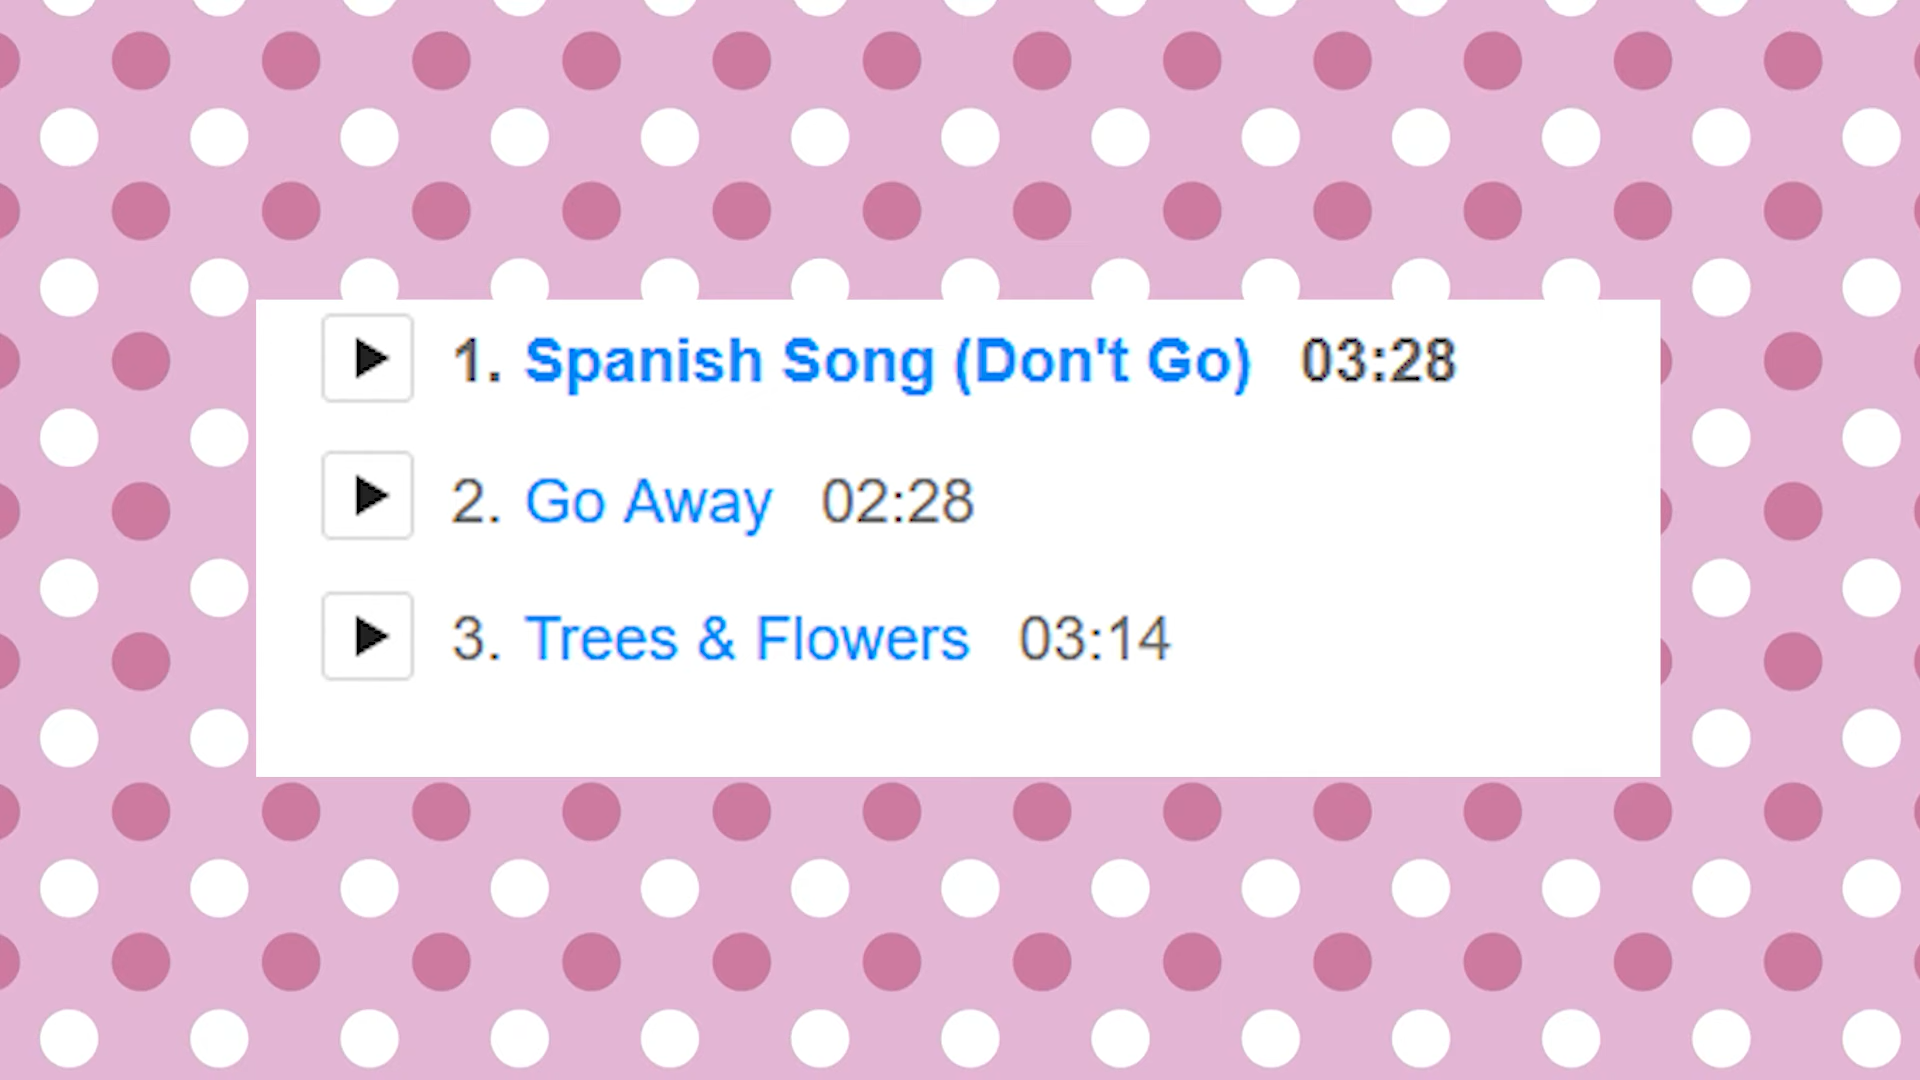 1. Spanish Song (Don't Go) 03:28
2. Go Away 02:28
3. Trees & Flowers 03:14